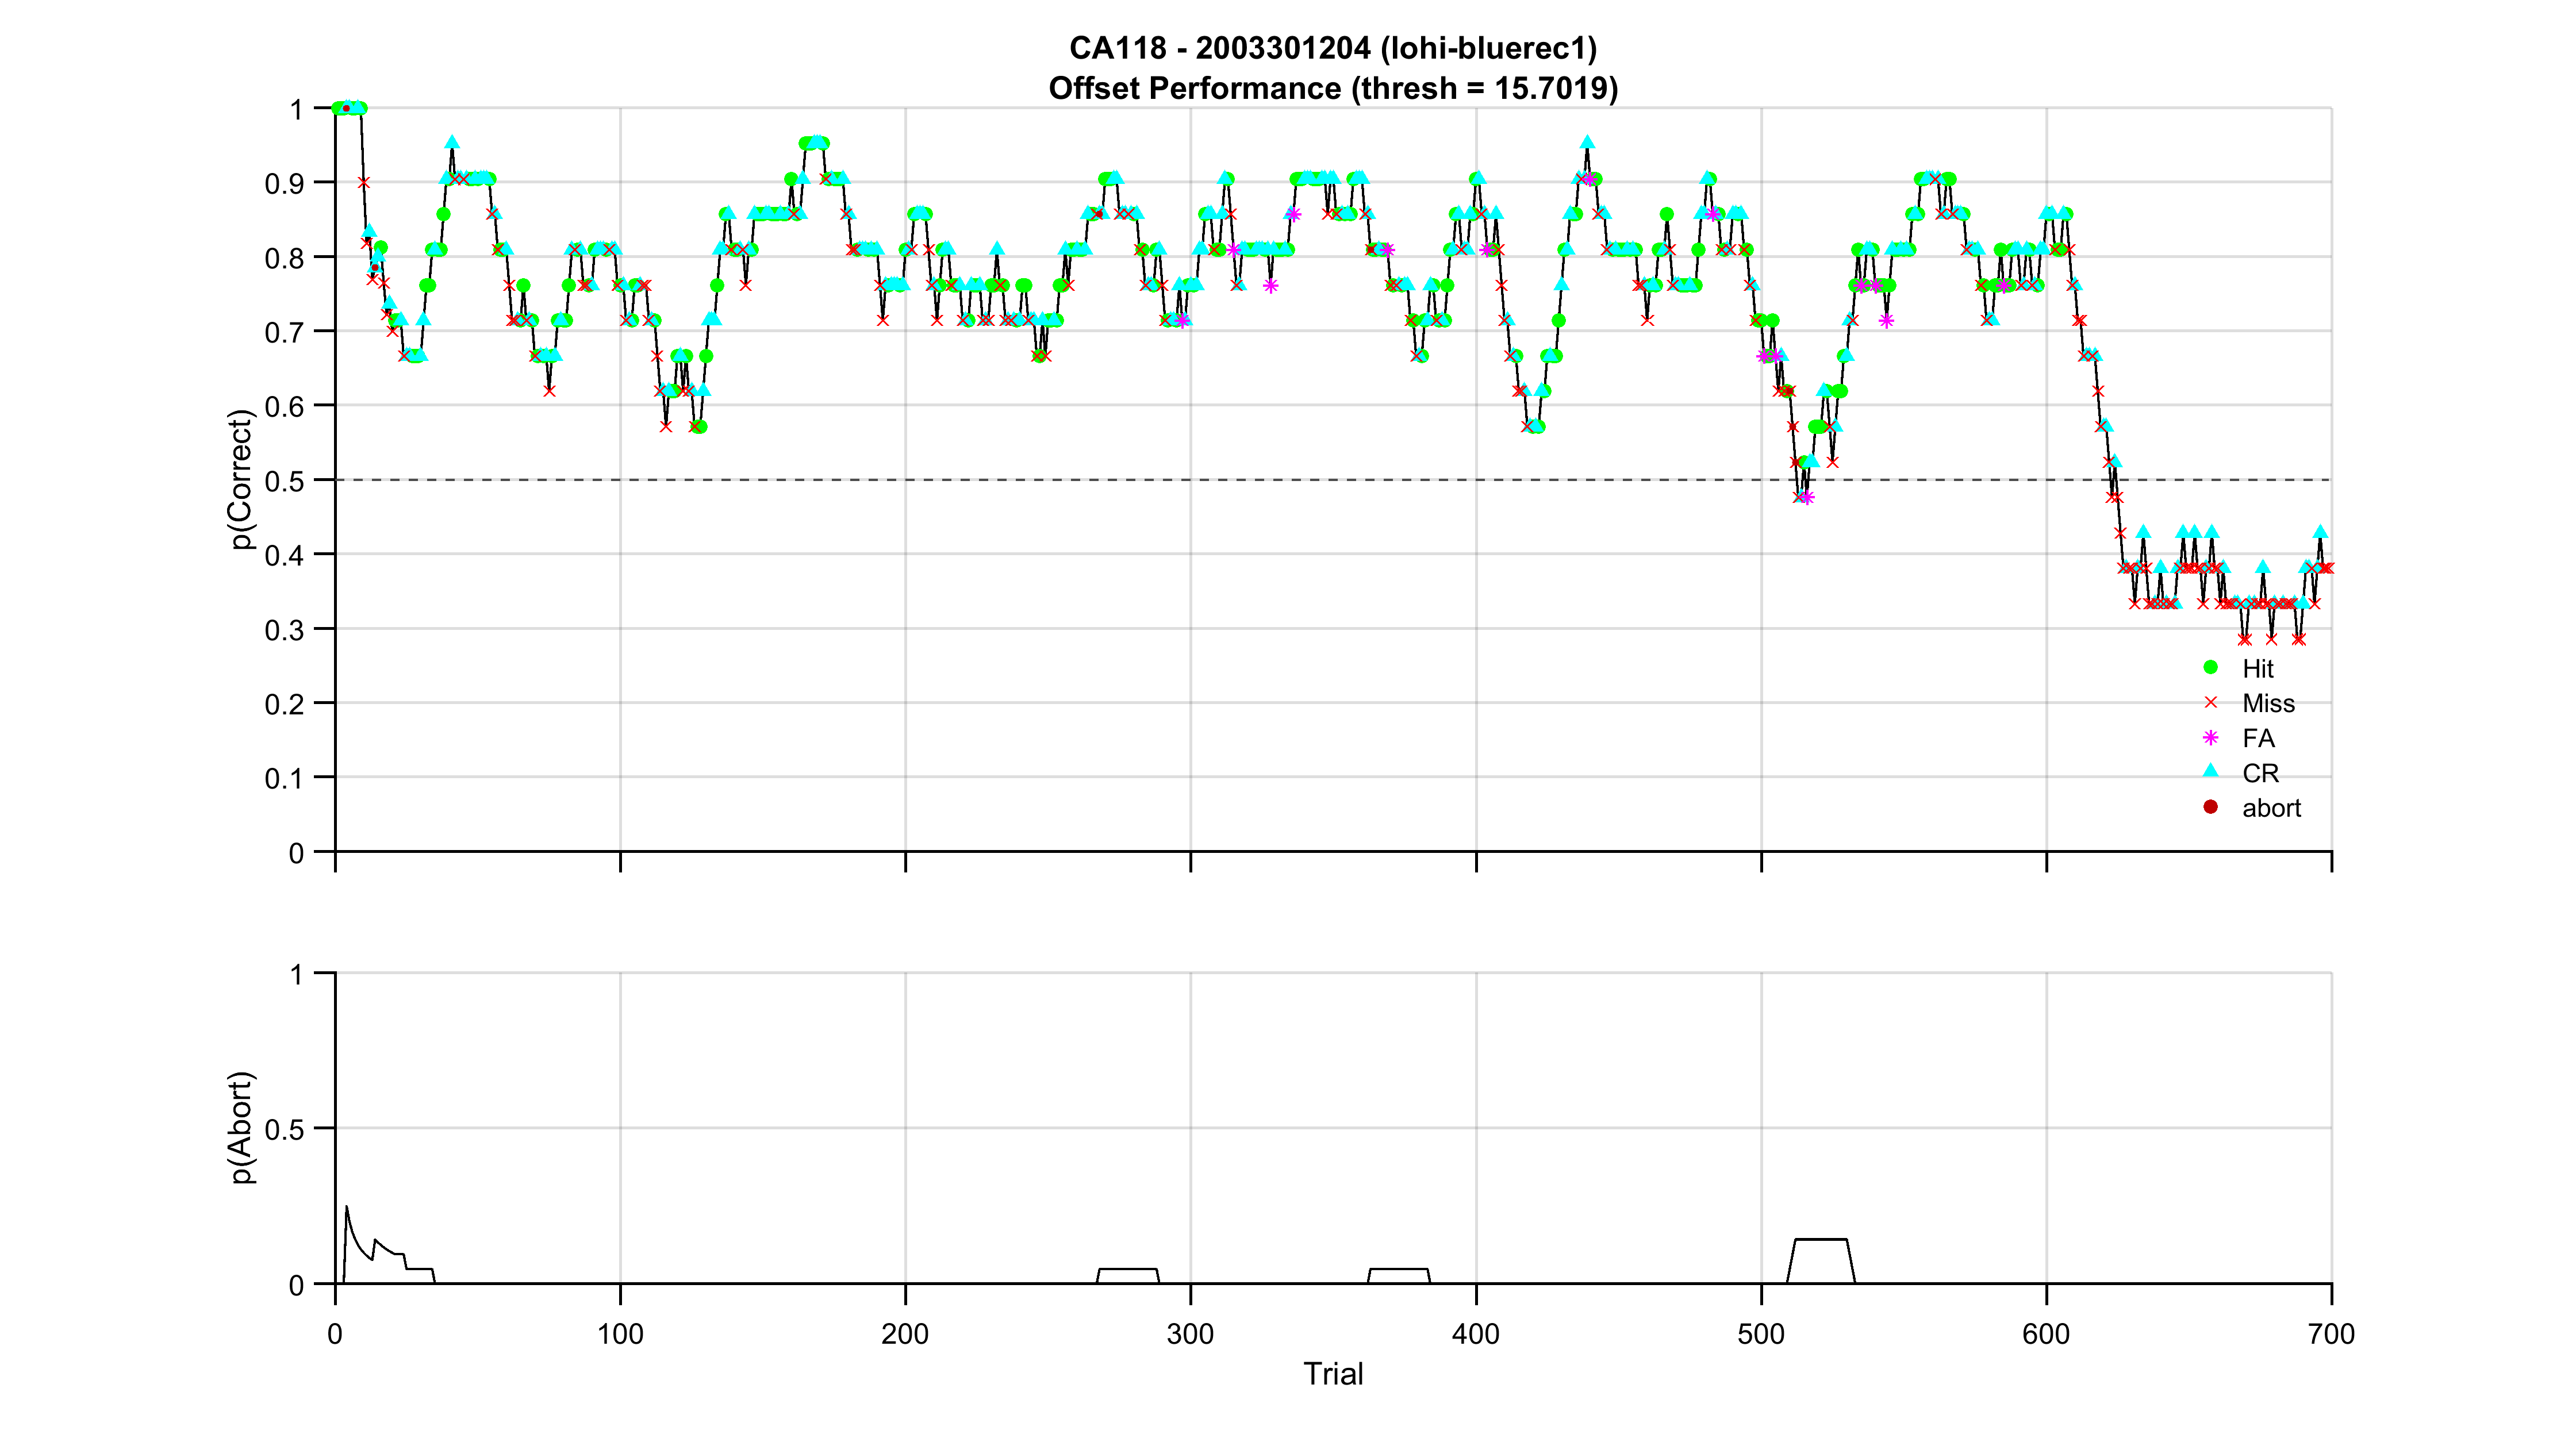 CA118 - 2003301204 (lohi-bluerec1)
Offset Performance (thresh = 15.7019)
p(Correct)
1
0.9
0.8
0.7
0.6
0.5
0.4
0.3
0.2
0.1
0
Hit
Miss
FA
CR
abort
p(Abort)
1
0.5
0
0 100 200 300 400 500 600 700
Trial